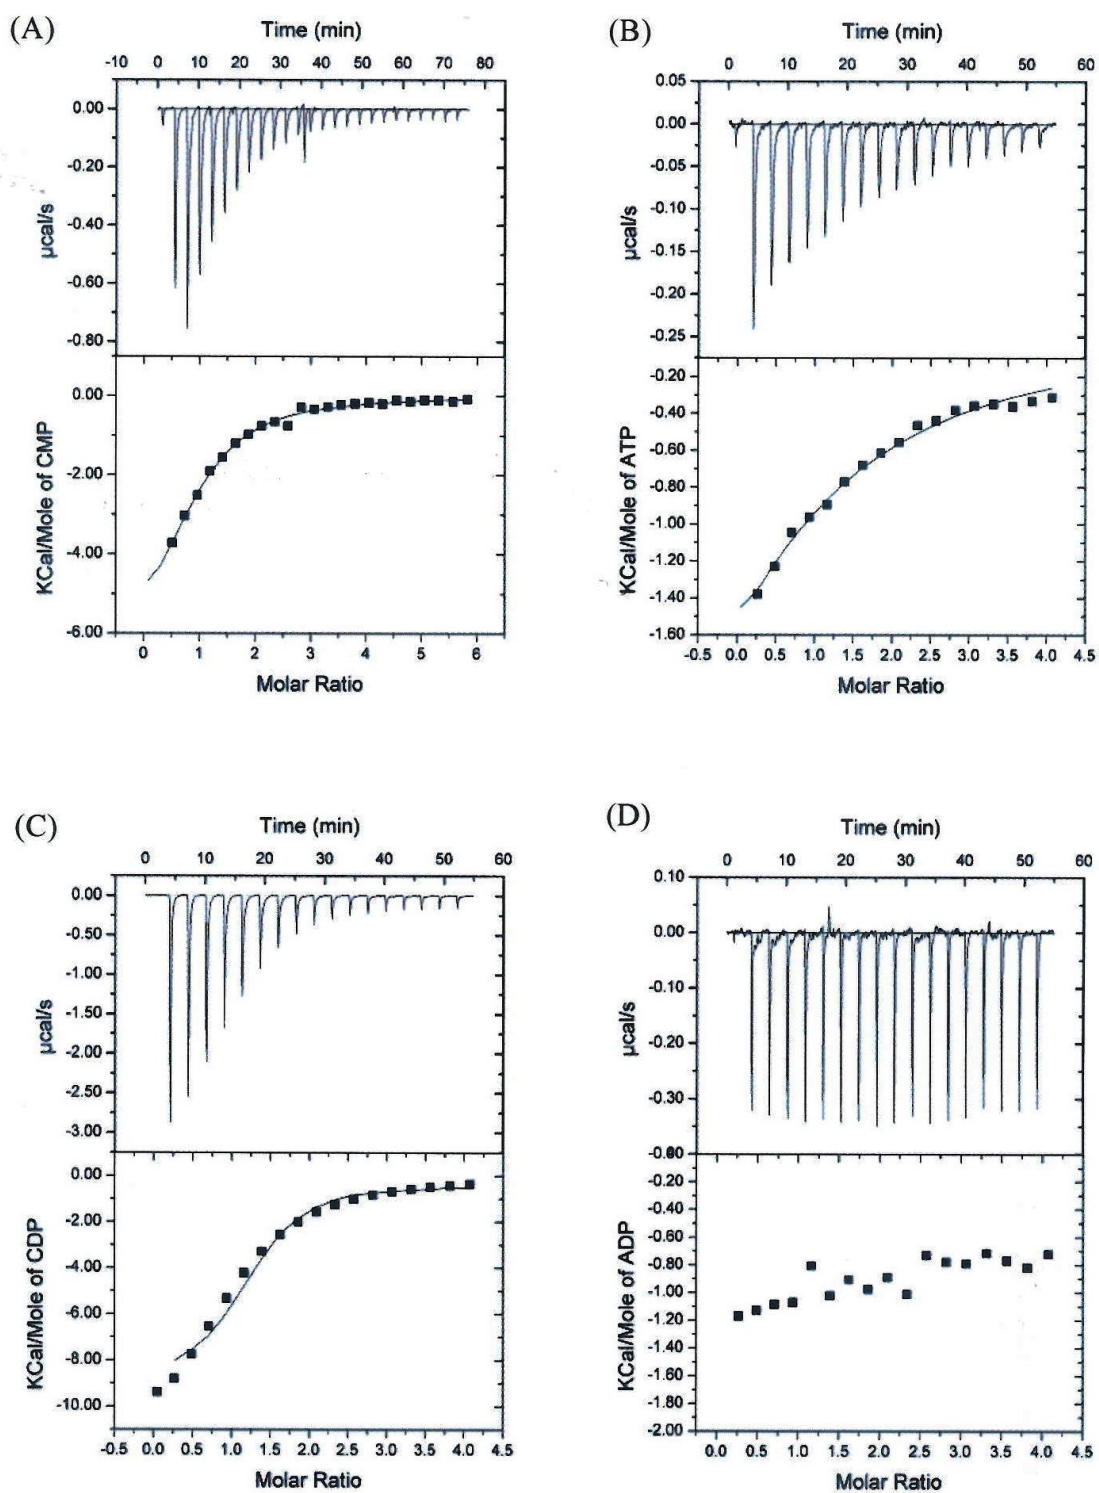 (A)
Time (min)
-10 0 10 20 30 40 50 60 70 80
0.00
-0.20
-0.40
-0.60
-0.80
µcal/s
0.00
-2.00
-4.00
-6.00
KCal/Mole of CMP
0 1 2 3 4 5 6
Molar Ratio
(B)
Time (min)
0 10 20 30 40 50 60
0.05
0.00
-0.05
-0.10
-0.15
-0.20
-0.25
µcal/s
-0.20
-0.40
-0.60
-0.80
-1.00
-1.20
-1.40
-1.60
KCal/Mole of ATP
-0.5 0.0 0.5 1.0 1.5 2.0 2.5 3.0 3.5 4.0 4.5
Molar Ratio
(C)
Time (min)
0 10 20 30 40 50 60
0.00
-0.50
-1.00
-1.50
-2.00
-2.50
-3.00
µcal/s
0.00
-2.00
-4.00
-6.00
-8.00
-10.00
KCal/Mole of CDP
-0.5 0.0 0.5 1.0 1.5 2.0 2.5 3.0 3.5 4.0 4.5
Molar Ratio
(D)
Time (min)
0 10 20 30 40 50 60
0.10
0.00
-0.10
-0.20
-0.30
µcal/s
-0.20
-0.40
-0.60
-0.80
-1.00
-1.20
-1.40
-1.60
-1.80
-2.00
KCal/Mole of ADP
0.0 0.5 1.0 1.5 2.0 2.5 3.0 3.5 4.0 4.5
Molar Ratio